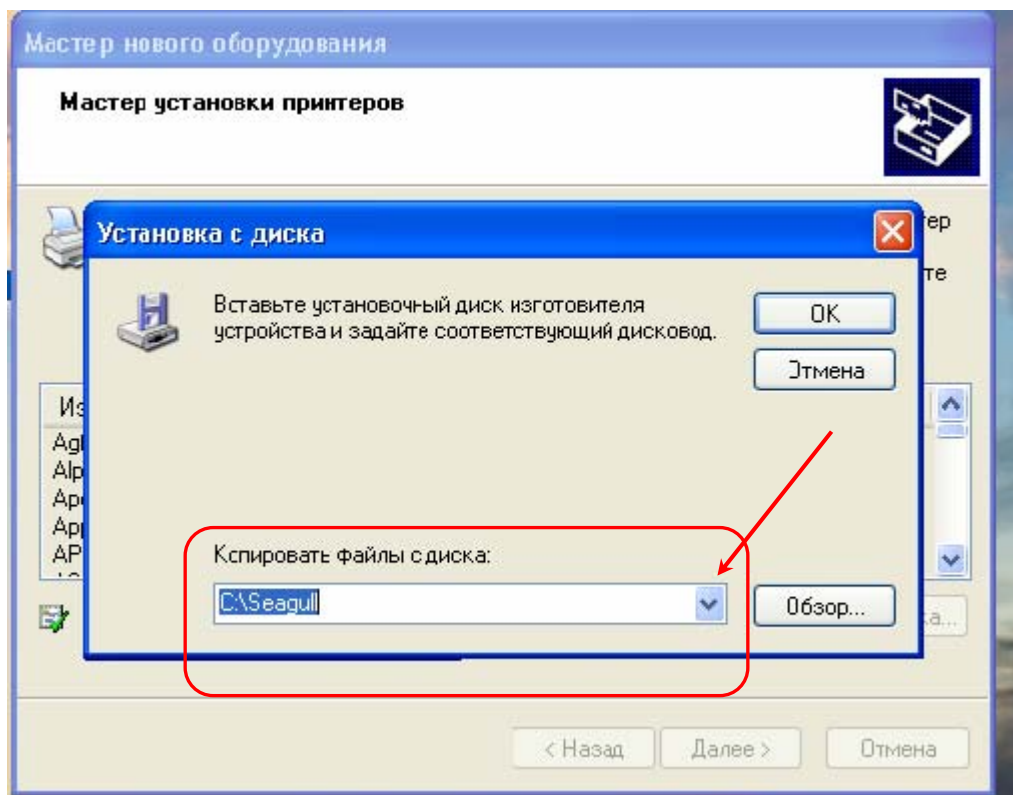 Мастер нового оборудования
Мастер установки принтеров
Установка с диска
Вставьте установочный диск изготовителя
устройства и задайте соответствующий дисковод.
OK
Отмена
Копировать файлы с диска:
C:\Seagull
Обзор...
AP
< Назад
Далее >
Отмена